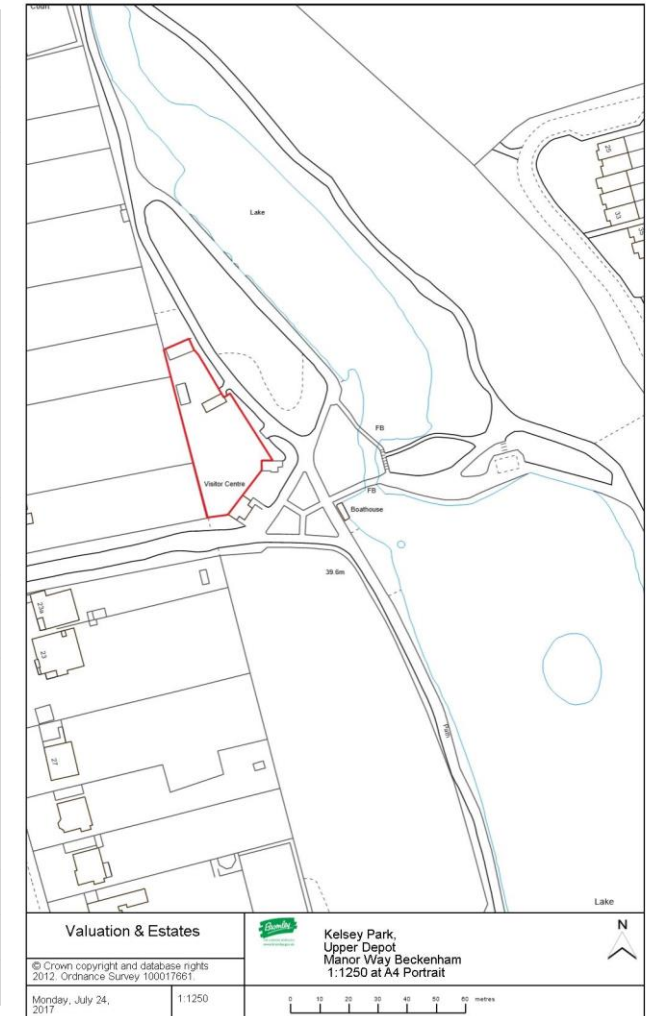 Court
Lake
25
33
35
FB
Visitor Centre
FB
Boathouse
39.6m
23a
23
27
Path
Lake
Valuation & Estates
© Crown copyright and database rights
2012. Ordnance Survey 100017661.
Monday, July 24,
2017
1:1250
Bromley
Kelsey Park,
Upper Depot
Manor Way Beckenham
1:1250 at A4 Portrait
N
0 10 20 30 40 50 60 metres